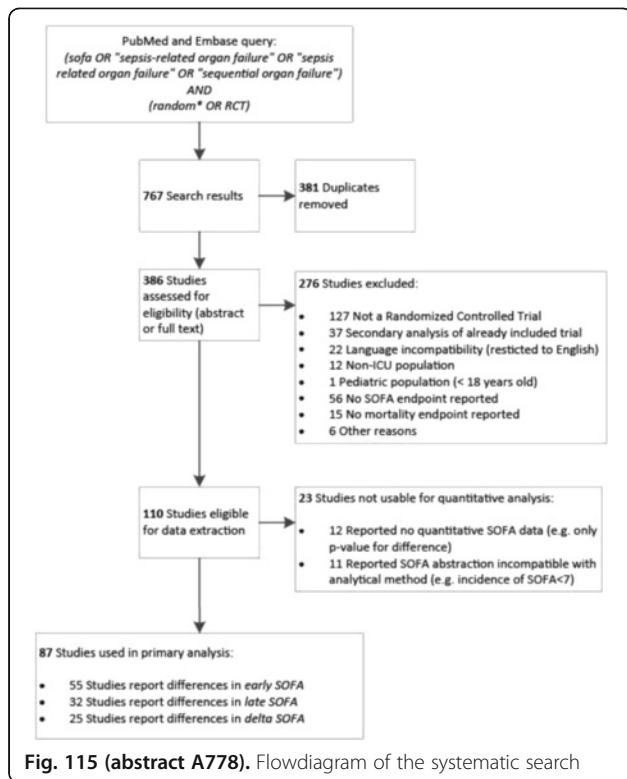 PubMed and Embase query:
(sofa OR "sepsis-related organ failure" OR "sepsis
related organ failure" OR "sequential organ failure")
AND
(random* OR RCT)
767 Search results
381 Duplicates
removed
386 Studies
assessed for
eligibility (abstract
or full text)
276 Studies excluded:
• 127 Not a Randomized Controlled Trial
• 37 Secondary analysis of already included trial
• 22 Language incompatibility (resticted to English)
• 12 Non-ICU population
• 1 Pediatric population (< 18 years old)
• 56 No SOFA endpoint reported
• 15 No mortality endpoint reported
• 6 Other reasons
110 Studies eligible
for data extraction
23 Studies not usable for quantitative analysis:
• 12 Reported no quantitative SOFA data (e.g. only
p-value for difference)
• 11 Reported SOFA abstraction incompatible with
analytical method (e.g. incidence of SOFA<7)
87 Studies used in primary analysis:
• 55 Studies report differences in early SOFA
• 32 Studies report differences in late SOFA
• 25 Studies report differences in delta SOFA
Fig. 115 (abstract A778). Flowdiagram of the systematic search